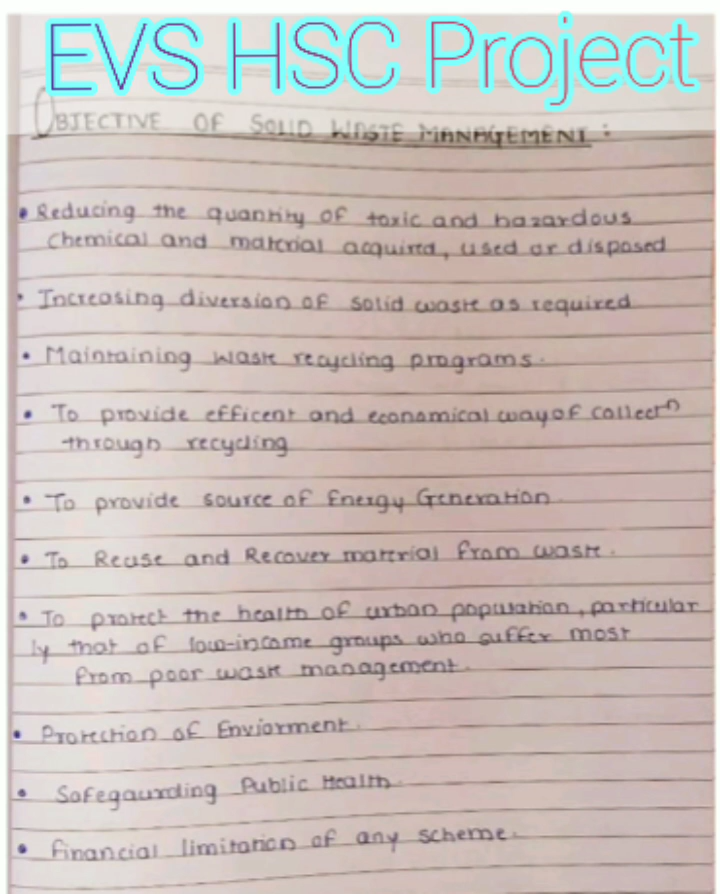 EVS HSC Project
OBJECTIVE OF SOLID WASTE MANAGEMENT :
• Reducing the quantity of toxic and hazardous
Chemical and material acquired, used or disposed
• Increasing diversion of solid waste as required
• Maintaining waste recycling programs.
• To provide efficent and economical way of collectn
through recycling
• To provide source of Energy Generation.
• To Reuse and Recover material from waste.
• To protect the health of urban population, particular
ly that of low-income groups who suffer most
from poor waste management.
• Protection of Enviorment.
• Safegaurding Public Health.
• Financial limitation of any scheme.